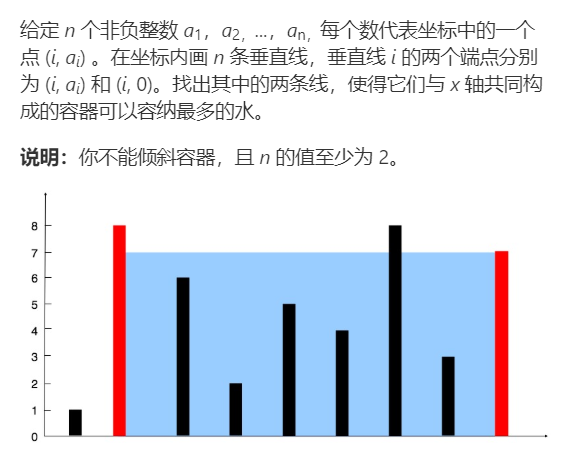 给定 n 个非负整数 a1，a2，...，an，每个数代表坐标中的一个
点 (i, ai) 。在坐标内画 n 条垂直线，垂直线 i 的两个端点分别
为 (i, ai) 和 (i, 0)。找出其中的两条线，使得它们与 x 轴共同构
成的容器可以容纳最多的水。
说明：你不能倾斜容器，且 n 的值至少为 2。
8
7
6
5
4
3
2
1
0